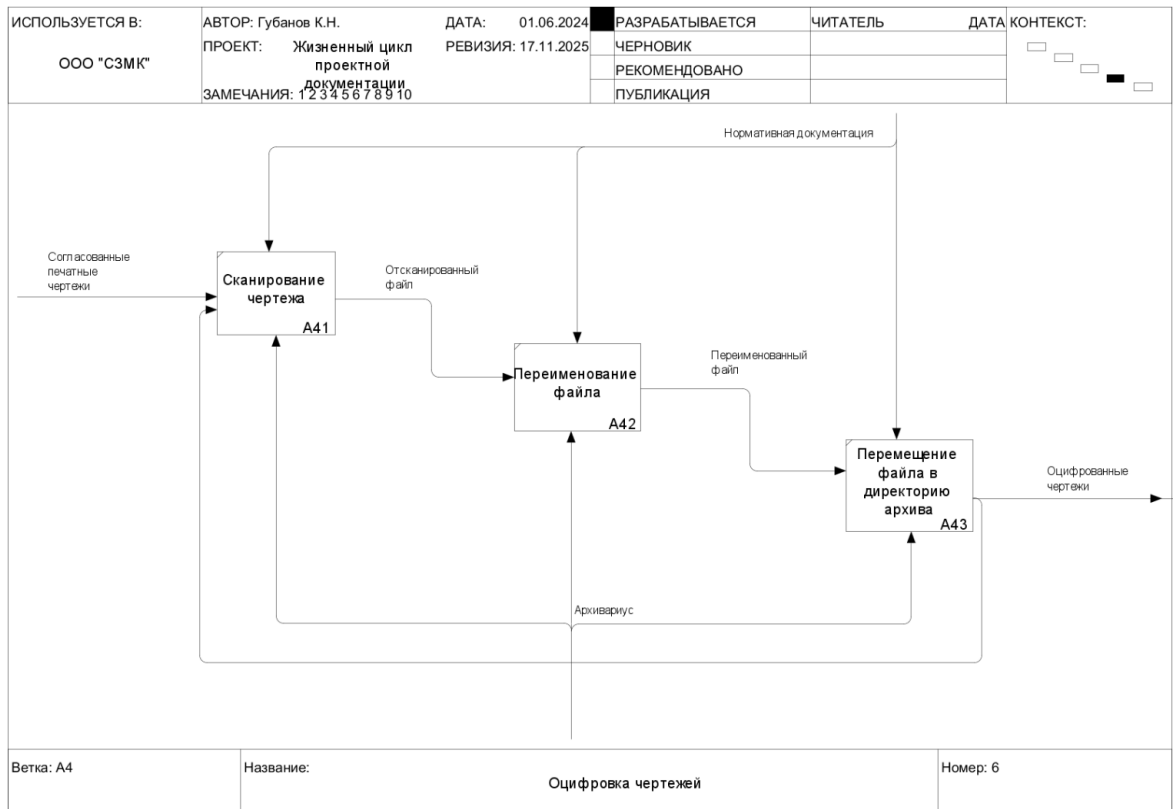 ИСПОЛЬЗУЕТСЯ В:
ООО "СЗМК"
АВТОР: Губанов К.Н.
ДАТА: 01.06.2024
ПРОЕКТ: Жизненный цикл
проектной
документации
РЕВИЗИЯ: 17.11.2025
ЗАМЕЧАНИЯ: 1 2 3 4 5 6 7 8 9 10
РАЗРАБАТЫВАЕТСЯ
ЧЕРНОВИК
РЕКОМЕНДОВАНО
ПУБЛИКАЦИЯ
ЧИТАТЕЛЬ
ДАТА
КОНТЕКСТ:
Нормативная документация
Согласованные
печатные
чертежи
Сканирование
чертежа
A41
Отсканированный
файл
Переименование
файла
A42
Переименованный
файл
Перемещение
файла в
директорию
архива
A43
Оцифрованные
чертежи
Архивариус
Ветка: A4
Название:
Оцифровка чертежей
Номер: 6